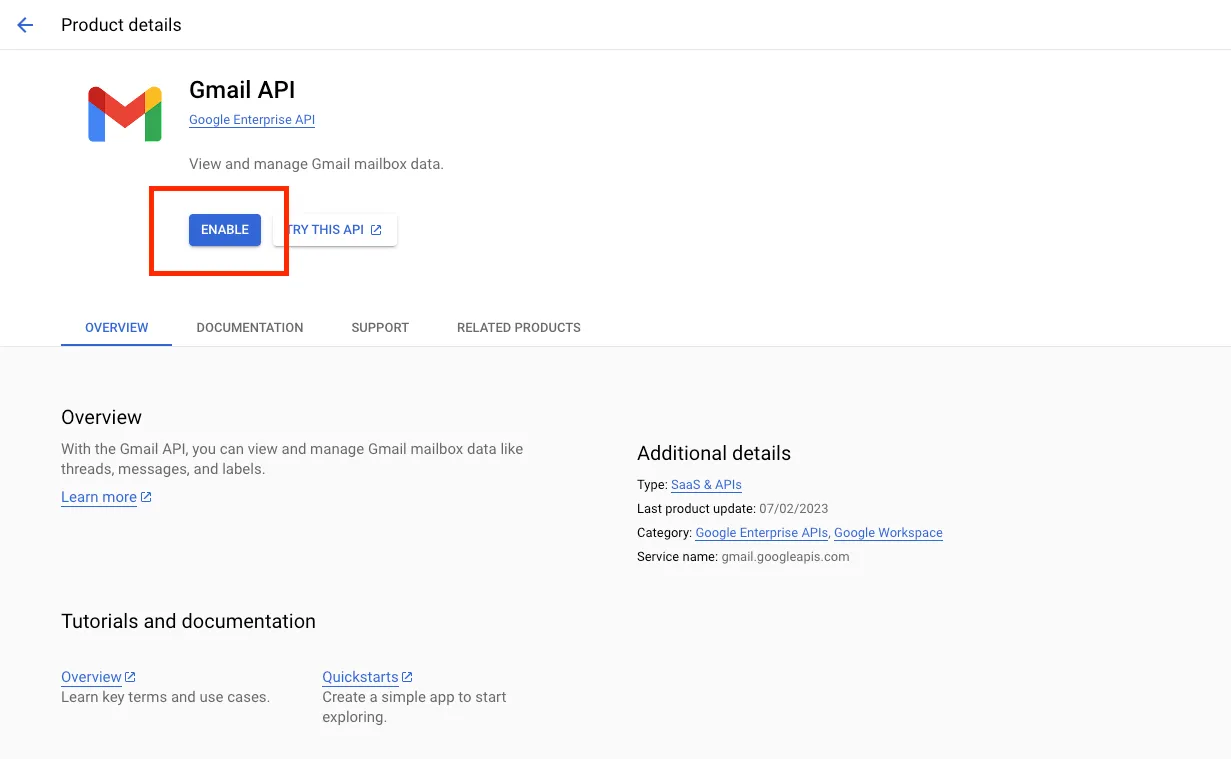 Product details
Gmail API
Google Enterprise API
View and manage Gmail mailbox data.
ENABLE
TRY THIS API
OVERVIEW
DOCUMENTATION
SUPPORT
RELATED PRODUCTS
Overview
With the Gmail API, you can view and manage Gmail mailbox data like
threads, messages, and labels.
Learn more
Additional details
Type: SaaS & APIs
Last product update: 07/02/2023
Category: Google Enterprise APIs, Google Workspace
Service name: gmail.googleapis.com
Tutorials and documentation
Overview
Learn key terms and use cases.
Quickstarts
Create a simple app to start
exploring.